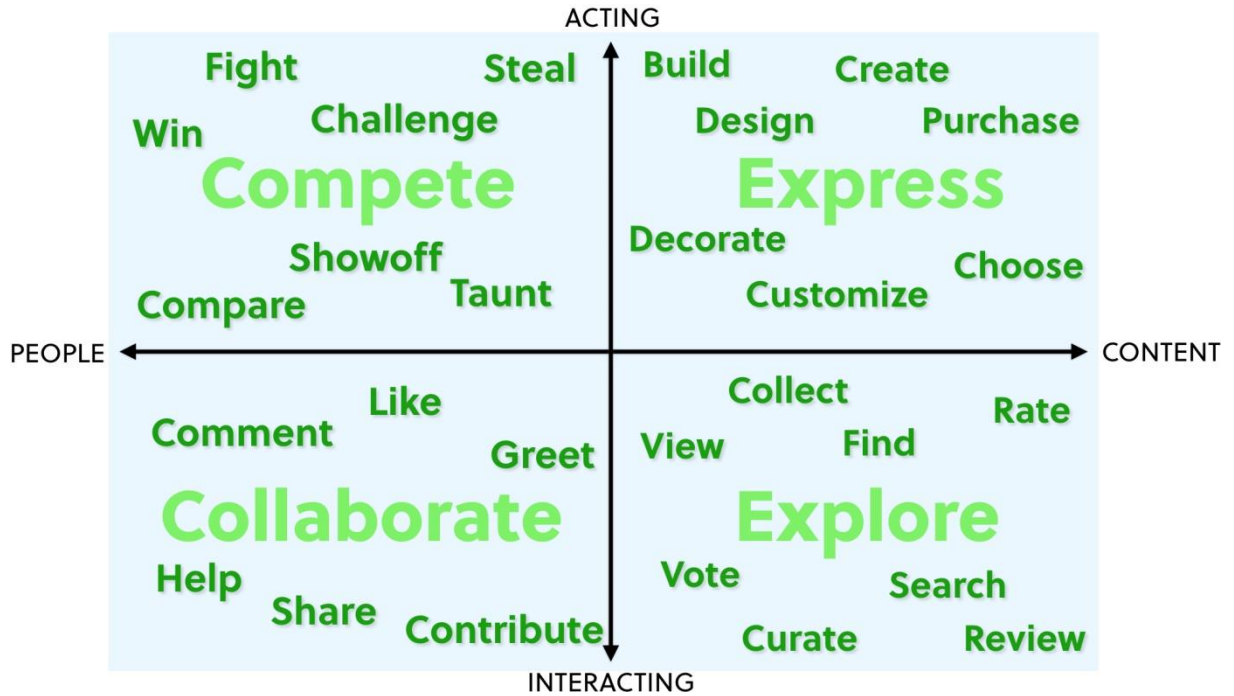 ACTING
Fight
Steal
Win
Challenge
Compete
Showoff
Compare
Taunt
Build
Create
Design
Purchase
Express
Decorate
Choose
Customize
PEOPLE
CONTENT
Like
Comment
Greet
Collaborate
Help
Share
Contribute
Collect
Rate
View
Find
Explore
Vote
Search
Curate
Review
INTERACTING